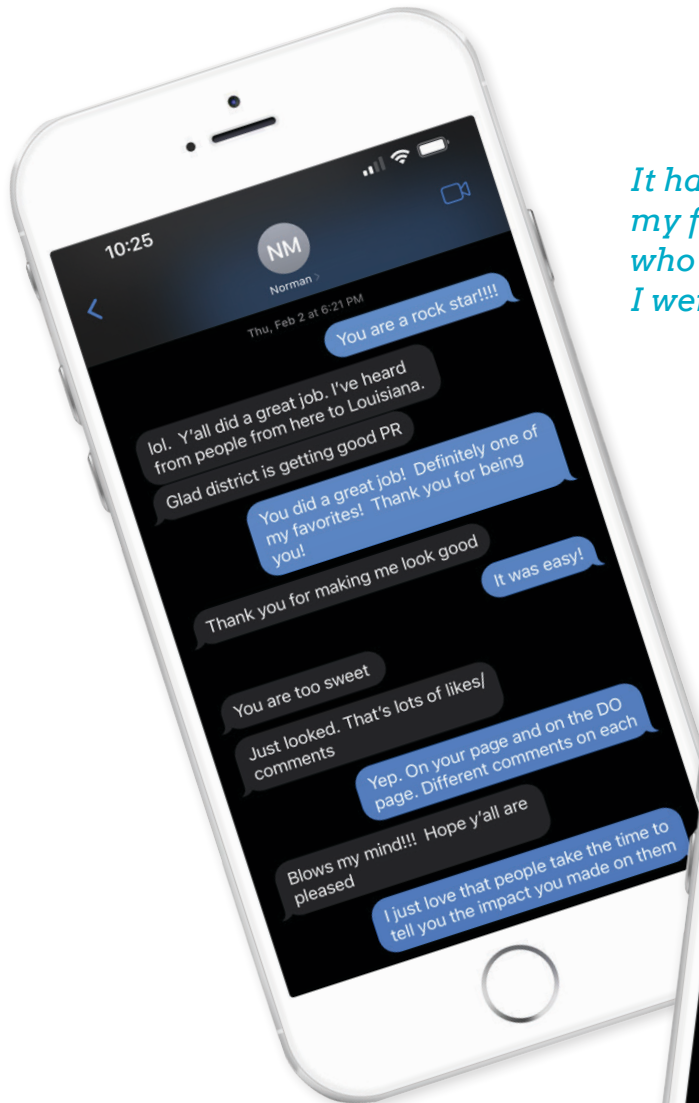 10:25
NM
Norman
Thu, Feb 2 at 6:21 PM
You are a rock star!!!!
lol.  Y'all did a great job. I've heard
from people from here to Louisiana.
Glad district is getting good PR
You did a great job!  Definitely one of
my favorites!  Thank you for being
you!
Thank you for making me look good
It was easy!
You are too sweet
Just looked. That's lots of likes/
comments
Yep. On your page and on the DO
page. Different comments on each
Blows my mind!!!  Hope y'all are
pleased
I just love that people take the time to
tell you the impact you made on them
It
my
who
I